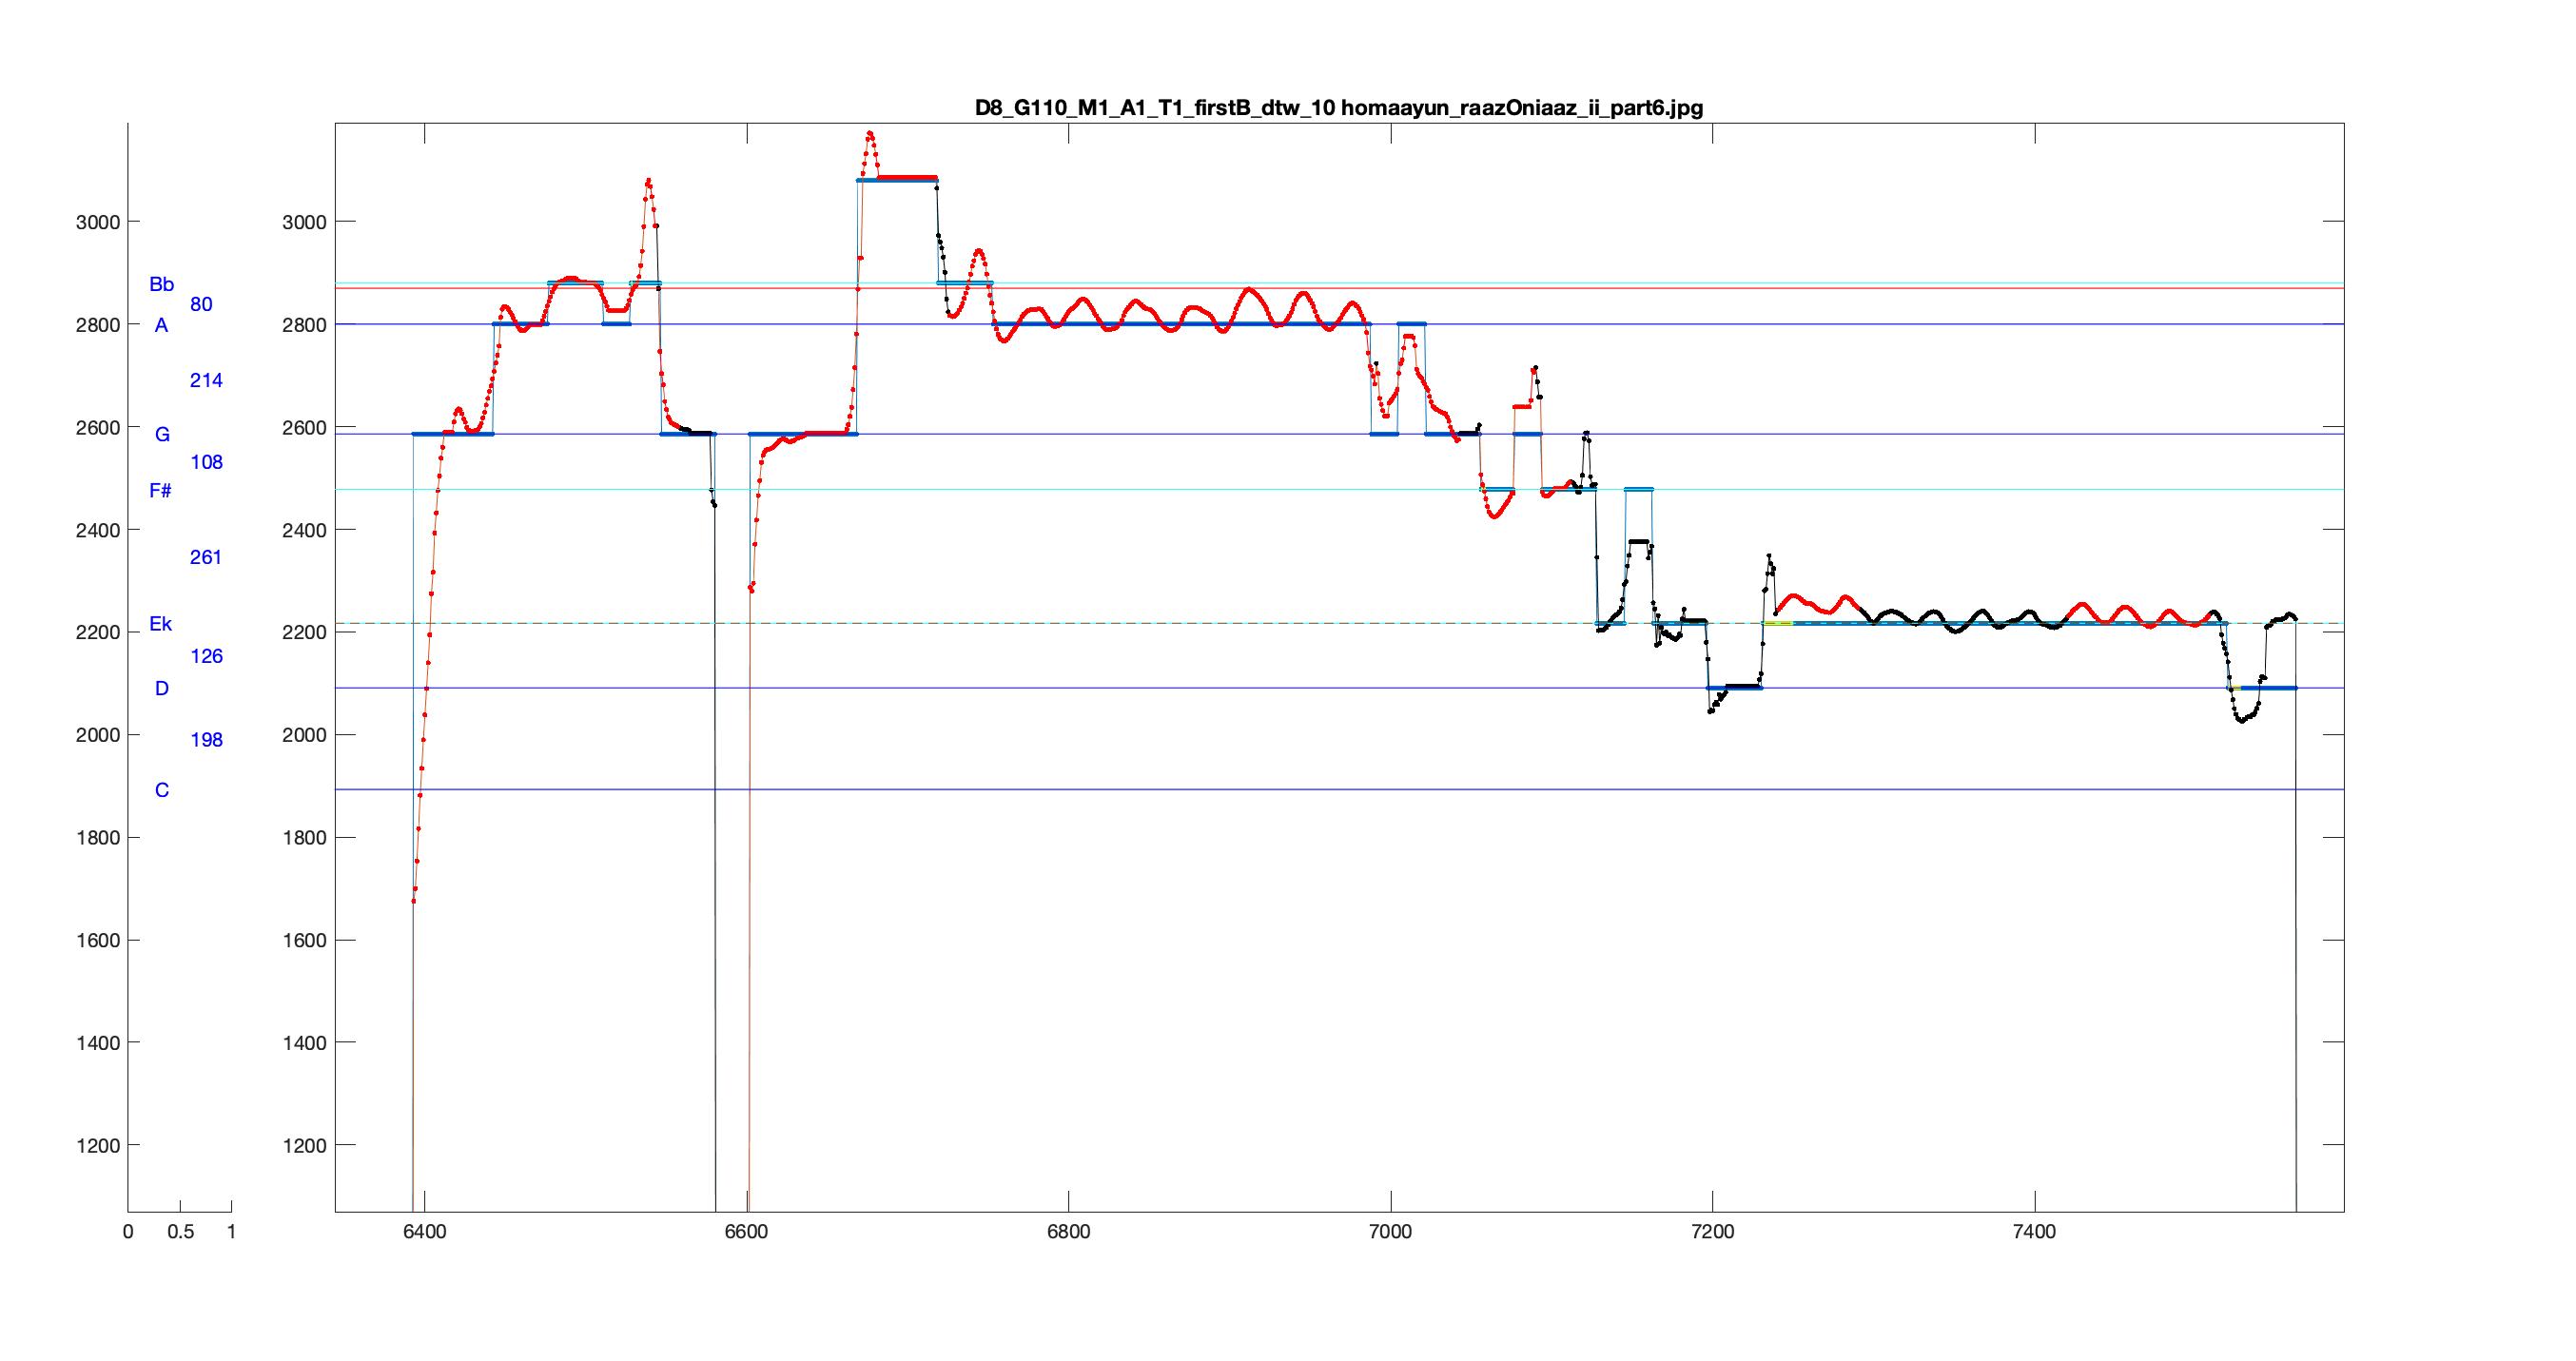 D8_G110_M1_A1_T1_firstB_dtw_10 homaayun_raazOniaaz_ii_part6.jpg
3000 3000
Bb
80
2800 A 2800
214
2600 G 2600
108
F#
2400 2400
261
Ek
2200 2200
126
D
2000 198 2000
C
1800 1800
1600 1600
1400 1400
1200 1200
0 0.5 1 6400 6600 6800 7000 7200 7400